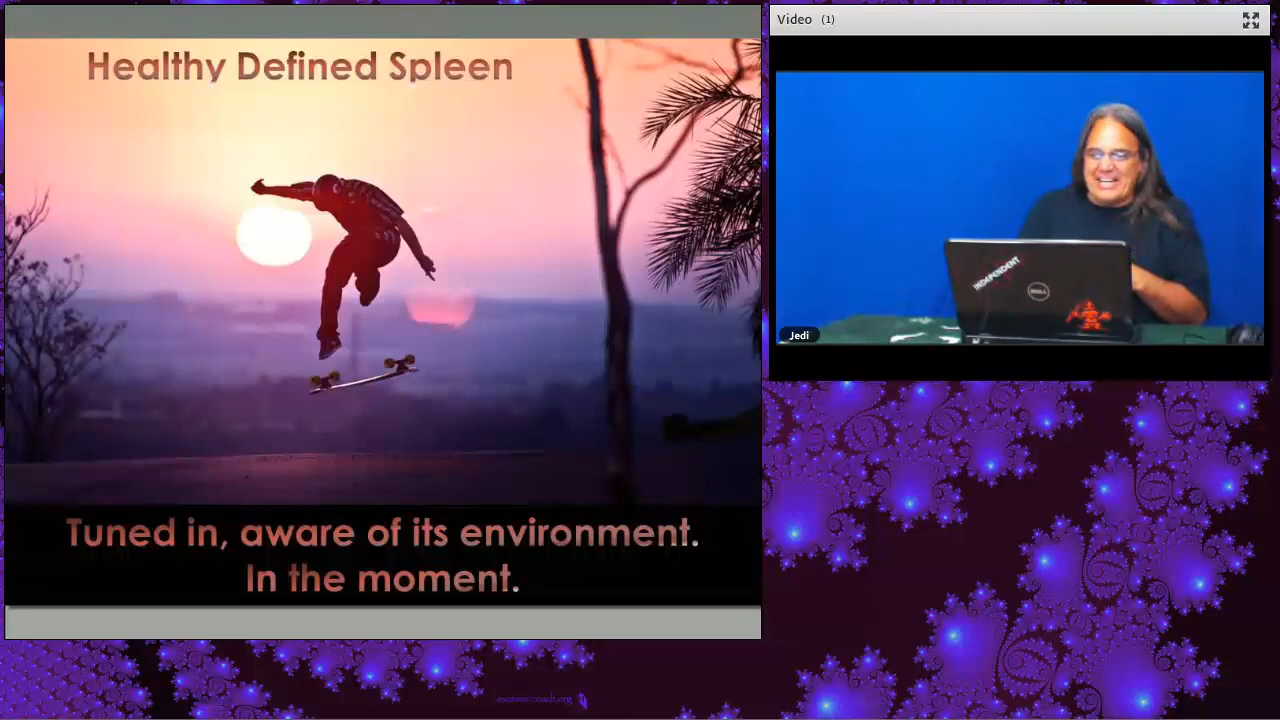 Healthy Defined Spleen
Tuned in, aware of its environment.
In the moment.
Video (1)
INDEPENDENT
DELL
Jedi